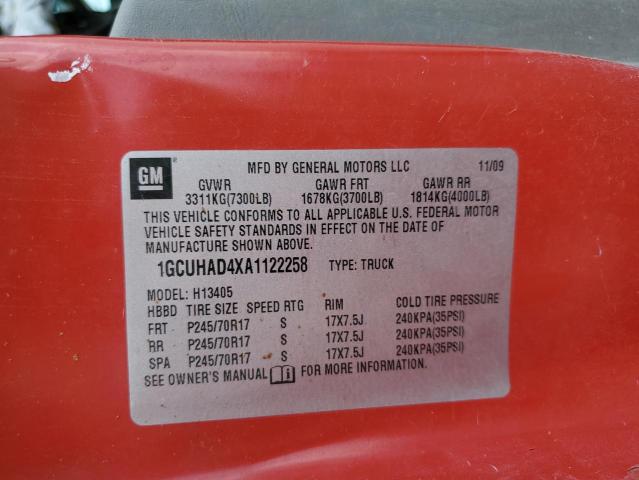 GM
MFD BY GENERAL MOTORS LLC 11/09
GVWR GAWR FRT GAWR RR
3311KG(7300LB) 1678KG(3700LB) 1814KG(4000LB)
THIS VEHICLE CONFORMS TO ALL APPLICABLE U.S. FEDERAL MOTOR
VEHICLE SAFETY STANDARDS IN EFFECT ON THE DATE OF
MANUFACTURE SHOWN ABOVE.
1GCUHAD4XA1122258 TYPE: TRUCK
MODEL: H13405
HBBD TIRE SIZE SPEED RTG RIM COLD TIRE PRESSURE
FRT P245/70R17 S 17X7.5J 240KPA(35PSI)
RR P245/70R17 S 17X7.5J 240KPA(35PSI)
SPA P245/70R17 S 17X7.5J 240KPA(35PSI)
SEE OWNER'S MANUAL FOR MORE INFORMATION.